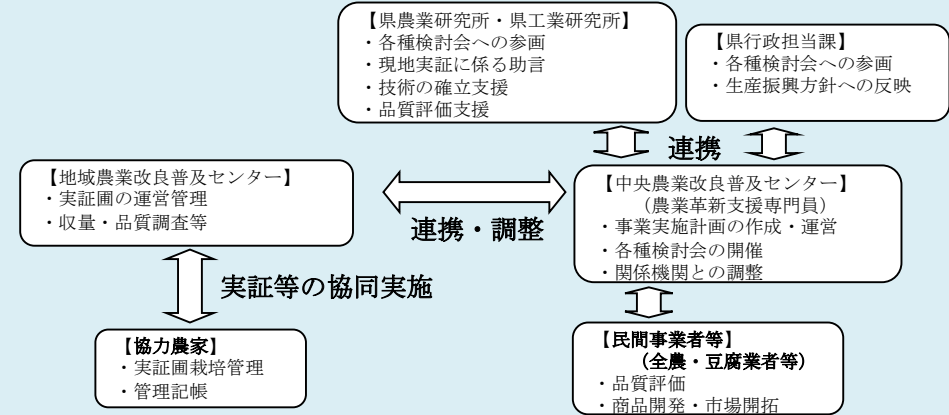 【県農業研究所・県工業研究所】
・各種検討会への参画
・現地実証に係る助言
・技術の確立支援
・品質評価支援
【県行政担当課】
・各種検討会への参画
・生産振興方針への反映
連携
【地域農業改良普及センター】
・実証圃の運営管理
・収量・品質調査等
連携・調整
【中央農業改良普及センター】
（農業革新支援専門員）
・事業実施計画の作成・運営
・各種検討会の開催
・関係機関との調整
実証等の協同実施
【協力農家】
・実証圃栽培管理
・管理記帳
【民間事業者等】
（全農・豆腐業者等）
・品質評価
・商品開発・市場開拓